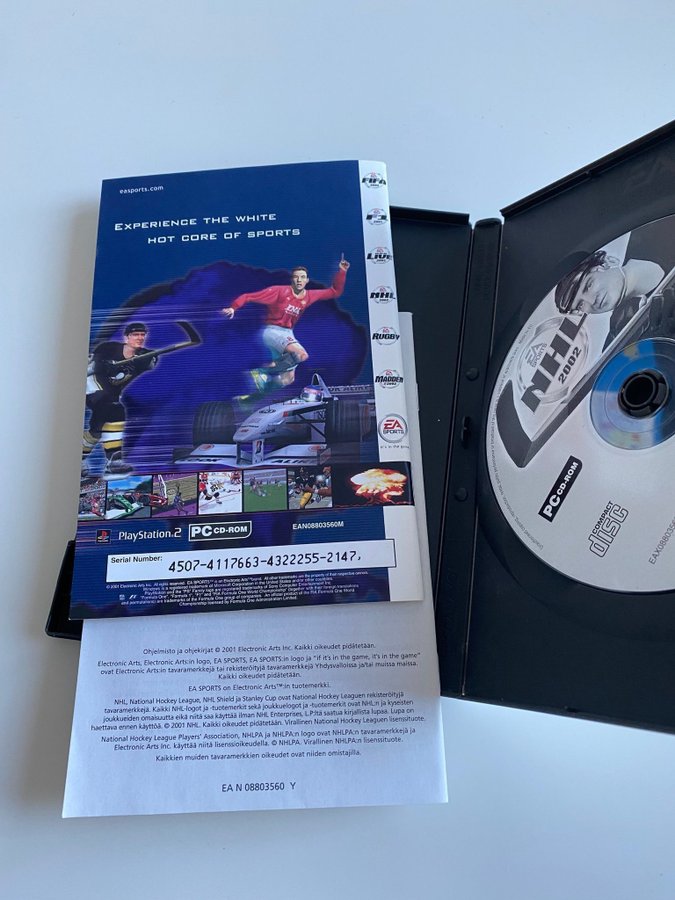 easports.com
EXPERIENCE THE WHITE
HOT CORE OF SPORTS
FIFA
F1
LIVE
NHL
RUGBY
MADDEN
EA
SPORTS
PlayStation.2
PC CD-ROM
EAN08803560M
Serial Number:
4507-4117663-4322255-2147,
Ohjelmisto ja ohjekirjat © 2001 Electronic Arts Inc. Kaikki oikeudet pidätetään.
Electronic Arts, Electronic Arts:in logo, EA SPORTS, EA SPORTS:in logo ja "if it's in the game, it's in the game"
ovat Electronic Arts:in tavaramerkkejä tai rekisteröityjä tavaramerkkejä Yhdysvalloissa ja/tai muissa maissa.
Kaikki oikeudet pidätetään.
EA SPORTS on Electronic Arts™:in tuotemerkki.
NHL, National Hockey League, NHL Shield ja Stanley Cup ovat National Hockey Leaguen rekisteröityjä
tavaramerkkejä. Kaikki NHL-logot ja -tuotemerkit sekä joukkuelogot ja -tuotemerkit ovat NHL:n ja kyseisten
joukkueiden omaisuutta eikä niitä saa käyttää ilman NHL Enterprises, L.P:ltä saatua kirjallista lupaa. Lupa on
haettava ennen käyttöä. © 2001 NHL. Kaikki oikeudet pidätetään. Virallinen National Hockey Leaguen lisenssituote.
National Hockey League Players' Association, NHLPA ja NHLPA:n logo ovat NHLPA:n tavaramerkkejä ja
Electronic Arts Inc. käyttää niitä lisenssioikeudella. © NHLPA. Virallinen NHLPA:n lisenssituote.
Kaikkien muiden tavaramerkkien oikeudet ovat niiden omistajilla.
EA N 08803560 Y
EA
SPORTS
NHL
2002
PC CD-ROM
COMPACT
disc